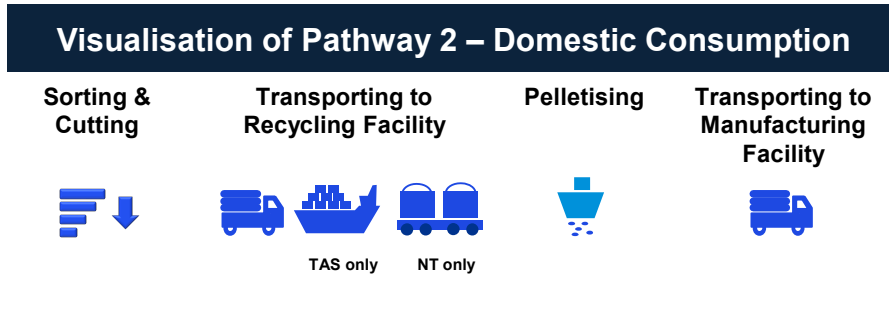 Visualisation of Pathway 2 – Domestic Consumption
Sorting &
Cutting
Transporting to
Recycling Facility
Pelletising
Transporting to
Manufacturing
Facility
TAS only
NT only